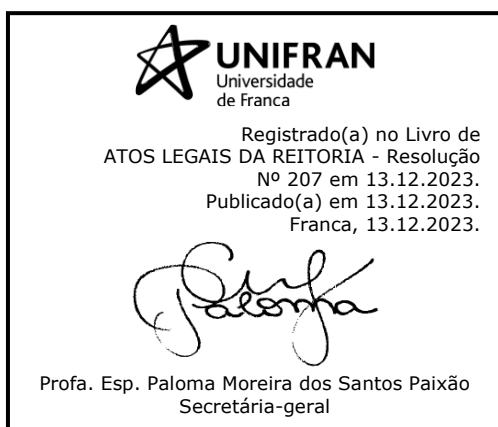 UNIFRAN
Universidade
de Franca
Registrado(a) no Livro de
ATOS LEGAIS DA REITORIA - Resolução
Nº 207 em 13.12.2023.
Publicado(a) em 13.12.2023.
Franca, 13.12.2023.
Paloma
Profa. Esp. Paloma Moreira dos Santos Paixão
Secretária-geral